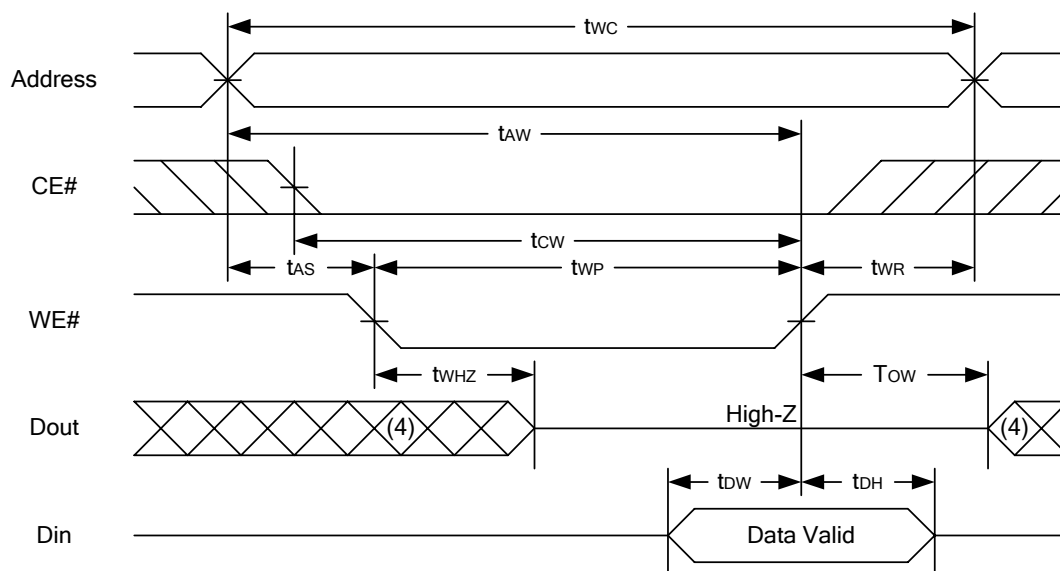 tWC
Address
tAW
CE#
tCW
tAS
tWP
tWR
WE#
tWHZ
TOW
Dout
(4)
High-Z
(4)
tDW
tDH
Din
Data Valid